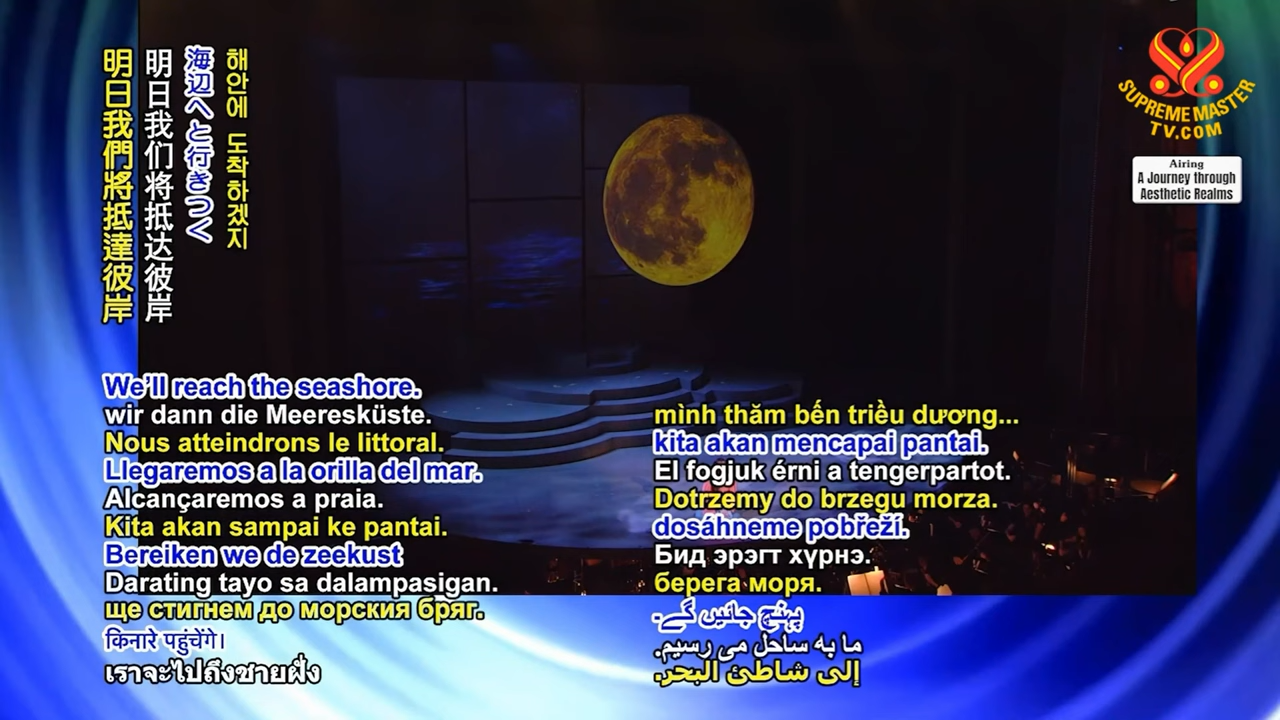 明日我們將抵達彼岸
明日我们将抵达彼岸
海辺へと行きつく
해안에 도착하겠지
SUPREME MASTER
TV.COM
Airing
A Journey through
Aesthetic Realms
We'll reach the seashore.
wir dann die Meeresküste.
Nous atteindrons le littoral.
Llegaremos a la orilla del mar.
Alcançaremos a praia.
Kita akan sampai ke pantai.
Bereiken we de zeekust
Darating tayo sa dalampasigan.
ще стигнем до морския бряг.
किनारे पहुंचेंगे।
เราจะไปถึงชายฝั่ง
mình thăm bến triều dương...
kita akan mencapai pantai.
El fogjuk érni a tengerpartot.
Dotrzemy do brzegu morza.
dosáhneme pobřeží.
Бид эрэгт хүрнэ.
берега моря.
پہنچ جائیں گے۔
ما به ساحل می رسیم.
إلى شاطئ البحر.